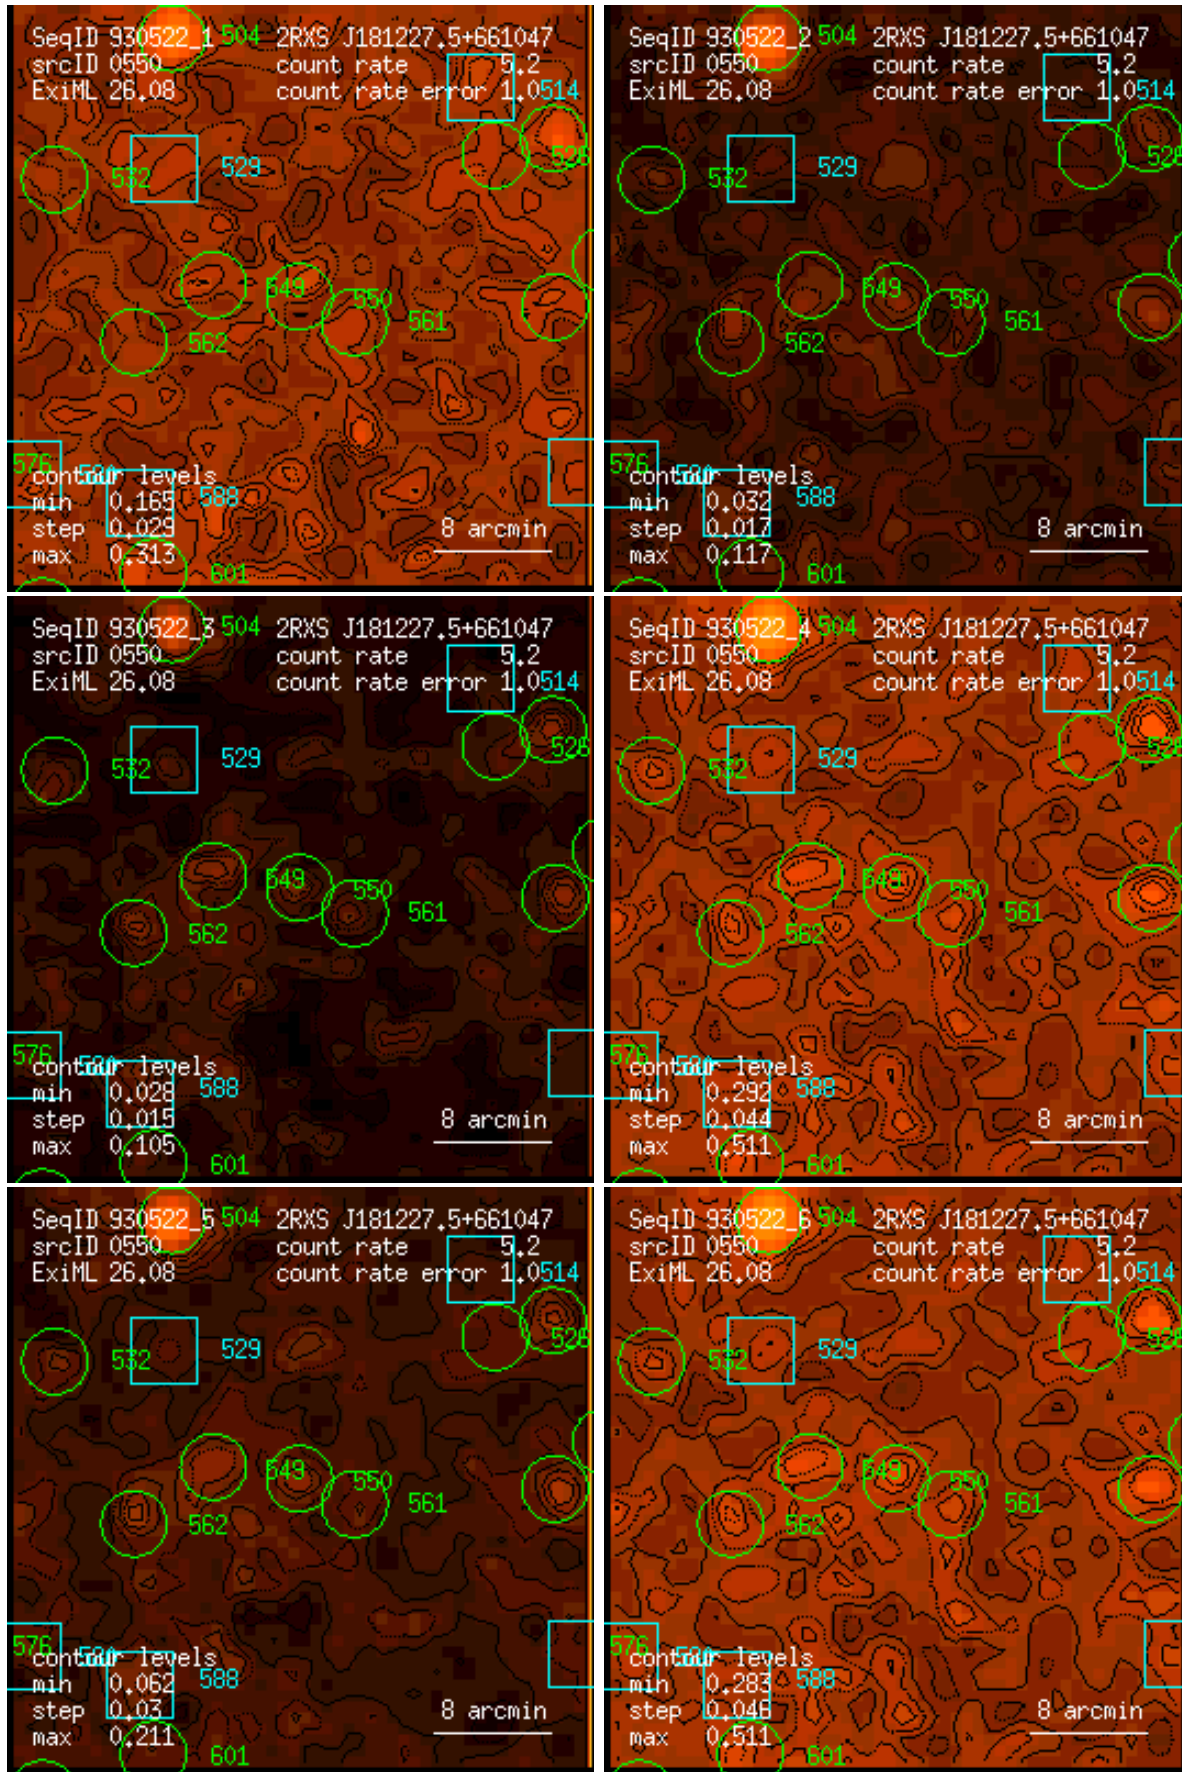 SeqID 930522_1 504 2RXS J181227.5+661047
srcID 0550 count rate 5.2
ExiML 26.08 count rate error 1.0 514
528
532 529
549 550
562 561
576
contour levels
min 0.165 588
step 0.029 8 arcmin
max 0.313
601
SeqID 930522_2 504 2RXS J181227.5+661047
srcID 0550 count rate 5.2
ExiML 26.08 count rate error 1.0 514
528
532 529
549 550
562 561
576
contour levels
min 0.032 588
step 0.017 8 arcmin
max 0.117
601
SeqID 930522_3 504 2RXS J181227.5+661047
srcID 0550 count rate 5.2
ExiML 26.08 count rate error 1.0 514
528
532 529
549 550
562 561
576
contour levels
min 0.028 588
step 0.015 8 arcmin
max 0.105
601
SeqID 930522_4 504 2RXS J181227.5+661047
srcID 0550 count rate 5.2
ExiML 26.08 count rate error 1.0 514
528
532 529
549 550
562 561
576
contour levels
min 0.292 588
step 0.044 8 arcmin
max 0.511
601
SeqID 930522_5 504 2RXS J181227.5+661047
srcID 0550 count rate 5.2
ExiML 26.08 count rate error 1.0 514
528
532 529
549 550
562 561
576
contour levels
min 0.062 588
step 0.03 8 arcmin
max 0.211
601
SeqID 930522_6 504 2RXS J181227.5+661047
srcID 0550 count rate 5.2
ExiML 26.08 count rate error 1.0 514
528
532 529
549 550
562 561
576
contour levels
min 0.283 588
step 0.046 8 arcmin
max 0.511
601